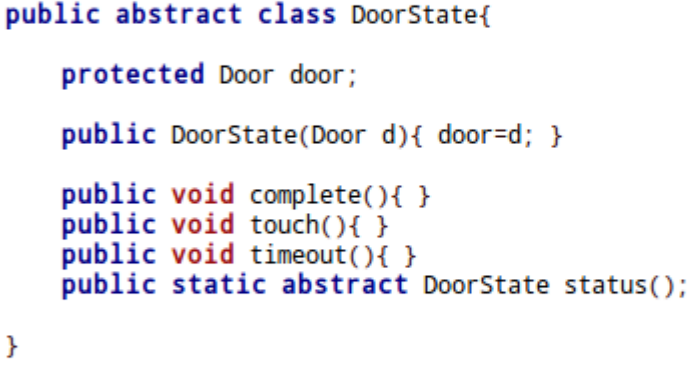 public abstract class DoorState{
protected Door door;
public DoorState(Door d){ door=d; }
public void complete(){ }
public void touch(){ }
public void timeout(){ }
public static abstract DoorState status();
}